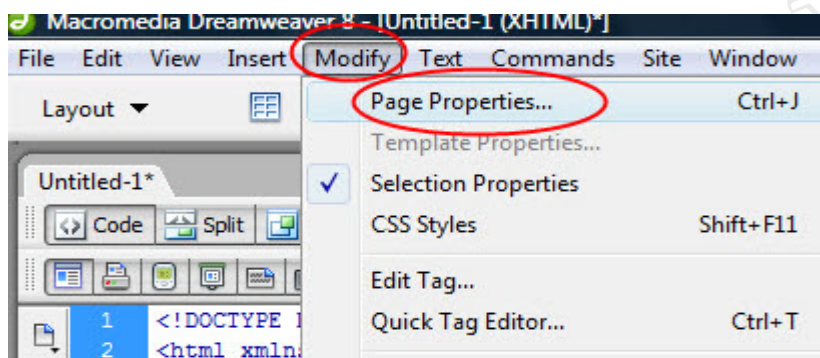 Macromedia Dreamweaver 8 - [Untitled-1 (XHTML)*]
File Edit View Insert Modify Text Commands Site Window
Layout
Page Properties... Ctrl+J
Template Properties...
Untitled-1*
Selection Properties
Code Split
CSS Styles Shift+F11
Edit Tag...
1 <!DOCTYPE
Quick Tag Editor... Ctrl+T
2 <html xmln